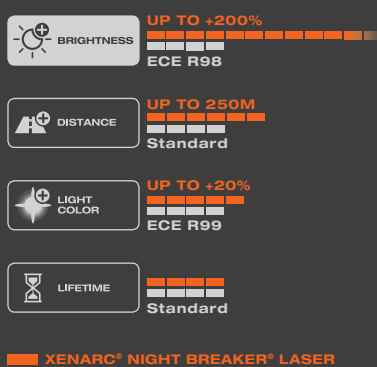 UP TO +200%
BRIGHTNESS
ECE R98
UP TO 250M
DISTANCE
Standard
UP TO +20%
LIGHT
COLOR
ECE R99
LIFETIME
Standard
XENARC® NIGHT BREAKER® LASER